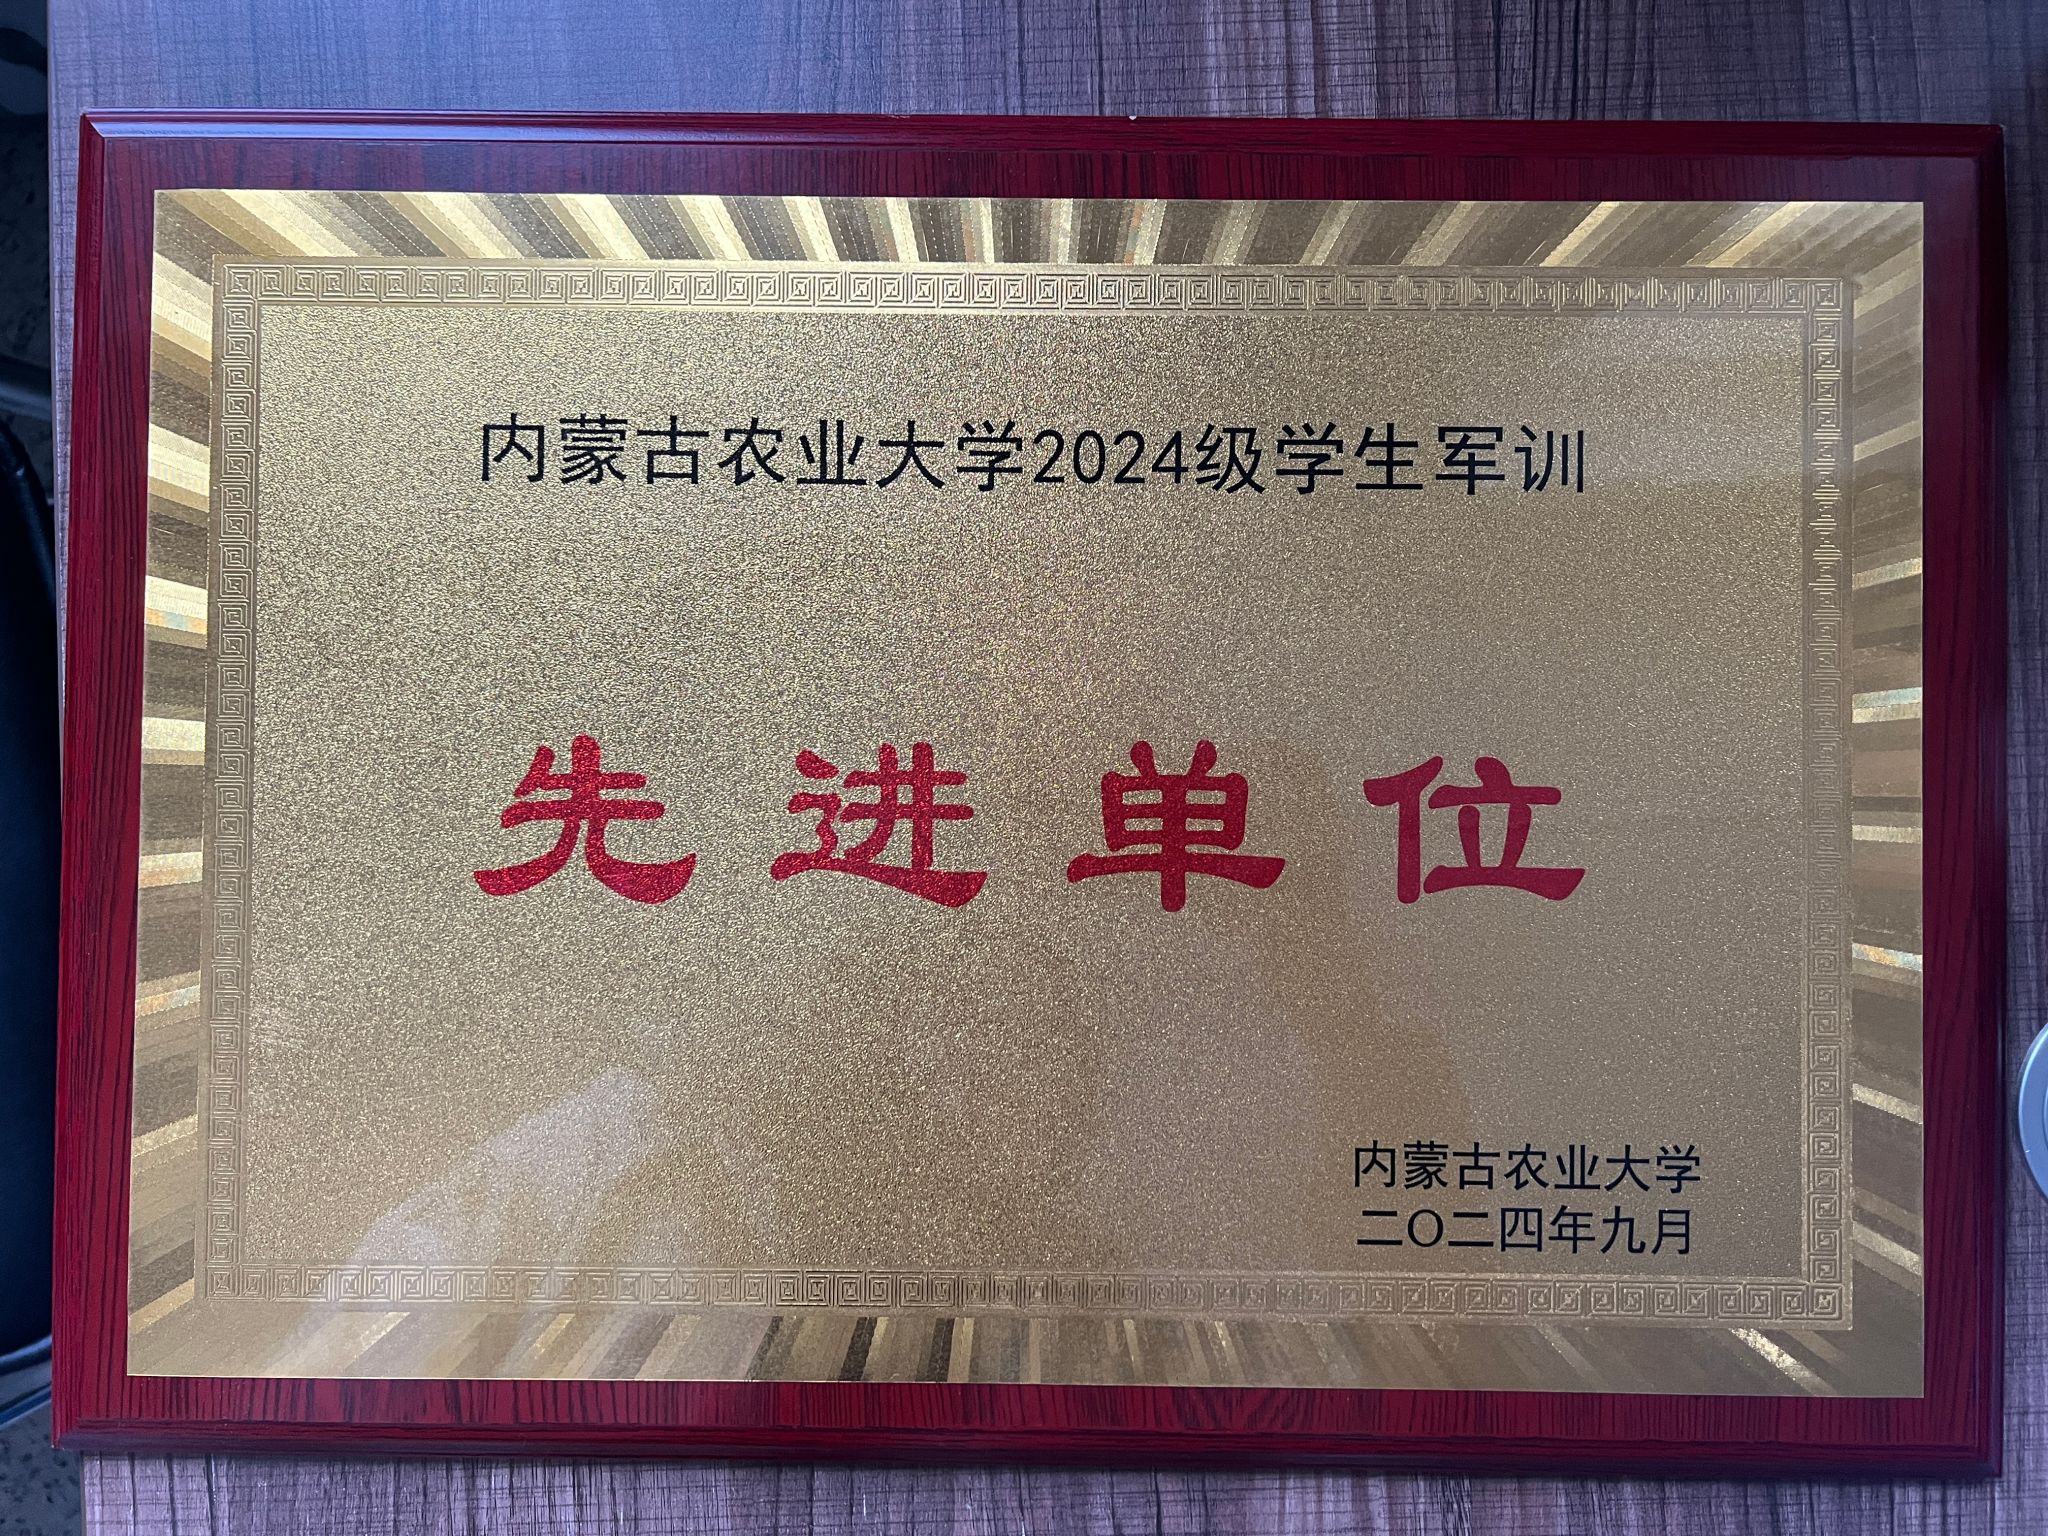 内蒙古农业大学2024级学生军训
先进单位
内蒙古农业大学
二〇二四年九月